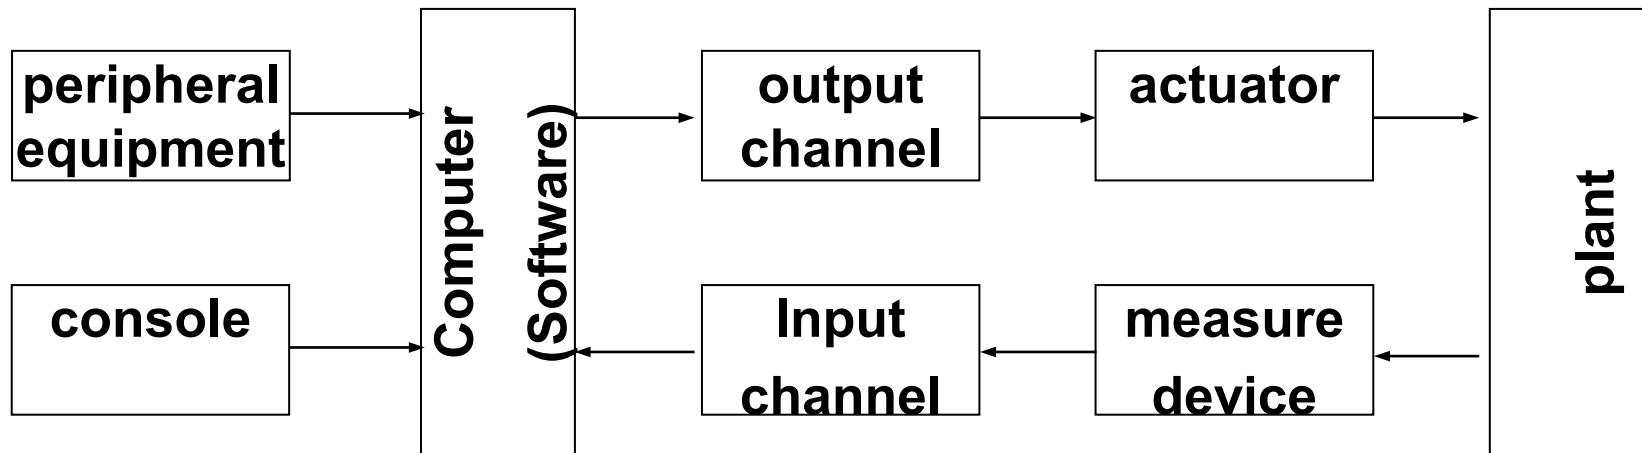 peripheral
equipment
console
Computer
(Software)
output
channel
actuator
Input
channel
measure
device
plant